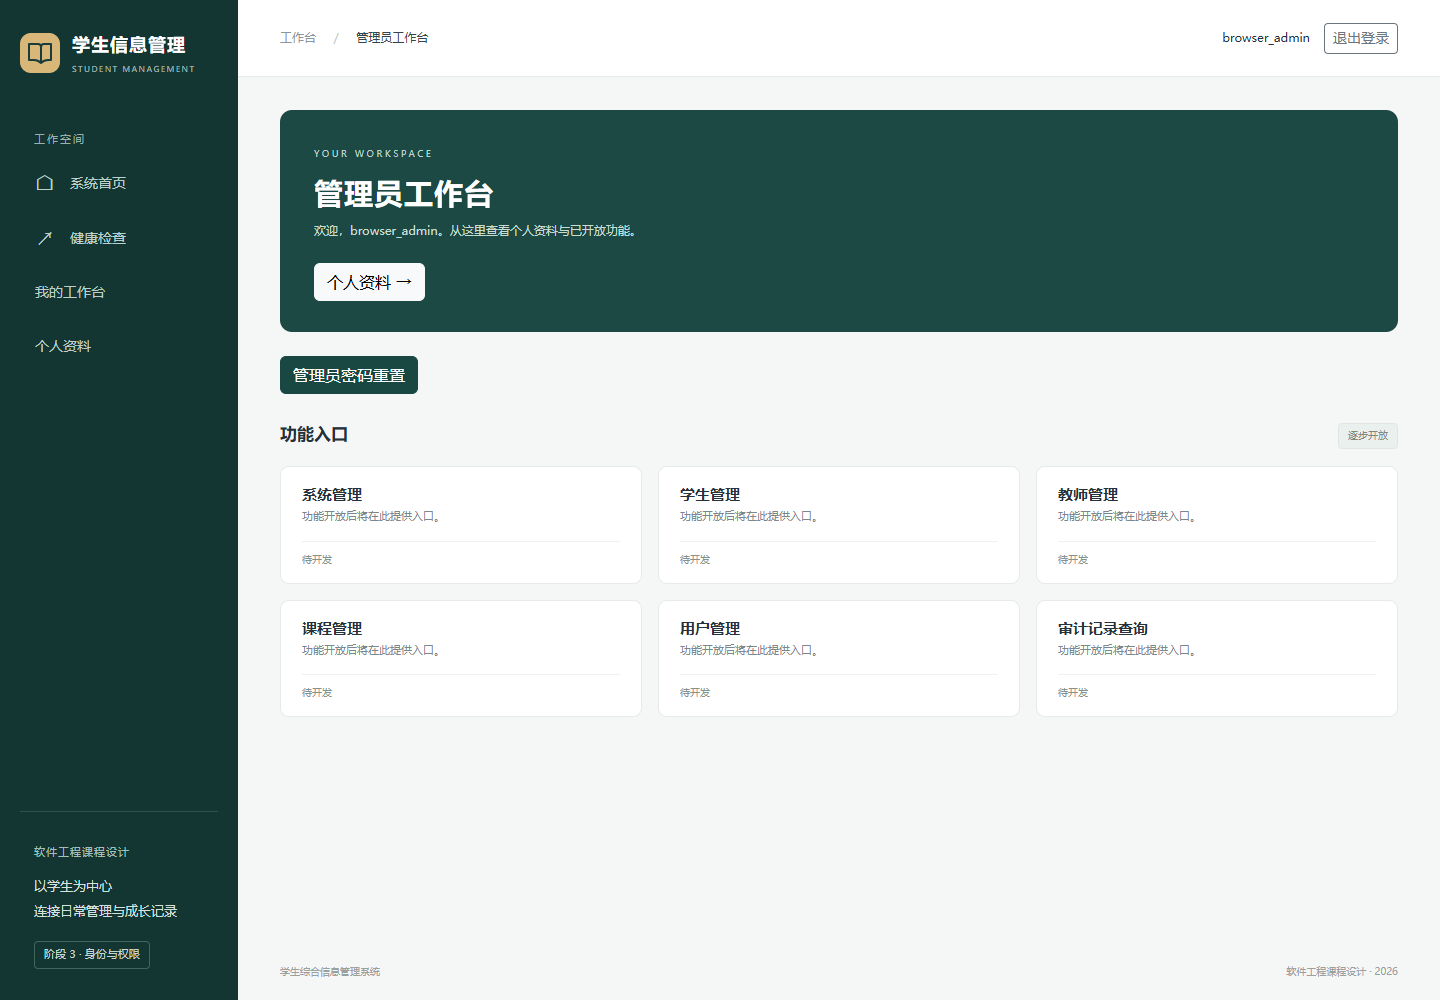 学生信息管理
STUDENT MANAGEMENT
工作空间
系统首页
健康检查
我的工作台
个人资料
软件工程课程设计
以学生为中心
连接日常管理与成长记录
阶段 3 · 身份与权限
工作台 / 管理员工作台
browser_admin
退出登录
YOUR WORKSPACE
管理员工作台
欢迎，browser_admin。从这里查看个人资料与已开放功能。
个人资料 →
管理员密码重置
功能入口
逐步开放
系统管理
功能开放后将在此提供入口。
待开发
学生管理
功能开放后将在此提供入口。
待开发
教师管理
功能开放后将在此提供入口。
待开发
课程管理
功能开放后将在此提供入口。
待开发
用户管理
功能开放后将在此提供入口。
待开发
审计记录查询
功能开放后将在此提供入口。
待开发
学生综合信息管理系统
软件工程课程设计 · 2026